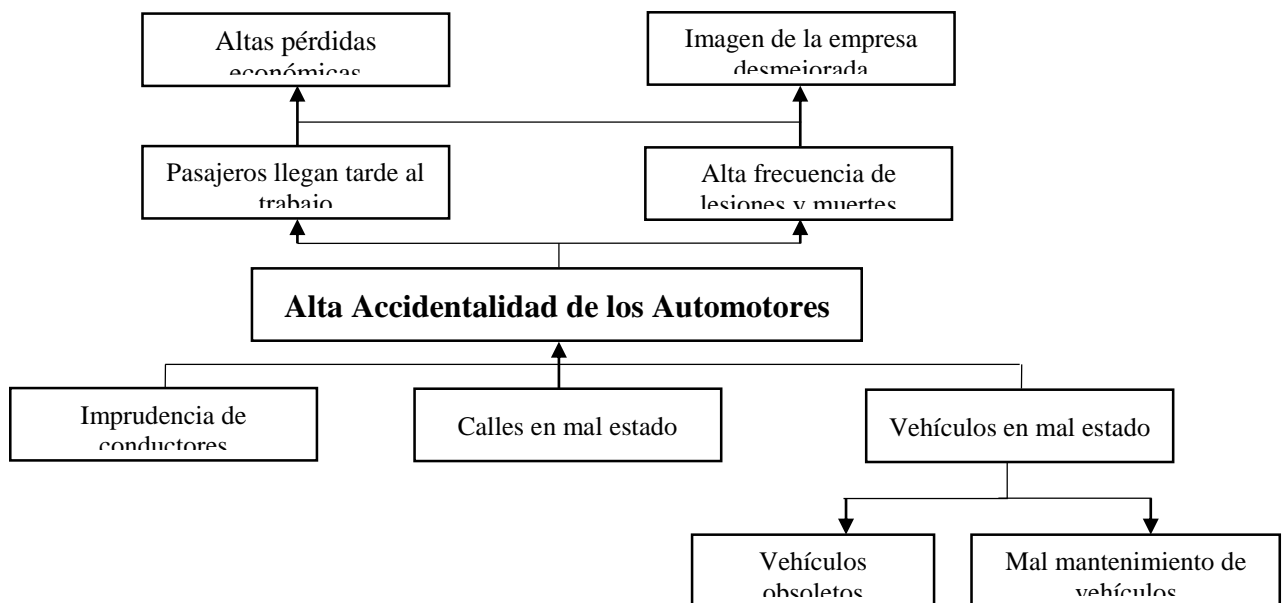 Altas pérdidas
económicas
Imagen de la empresa
desmejorada
Pasajeros llegan tarde al
trabajo
Alta frecuencia de
lesiones y muertes
Alta Accidentalidad de los Automotores
Imprudencia de
conductores
Calles en mal estado
Vehículos en mal estado
Vehículos
obsoletos
Mal mantenimiento de
vehículos